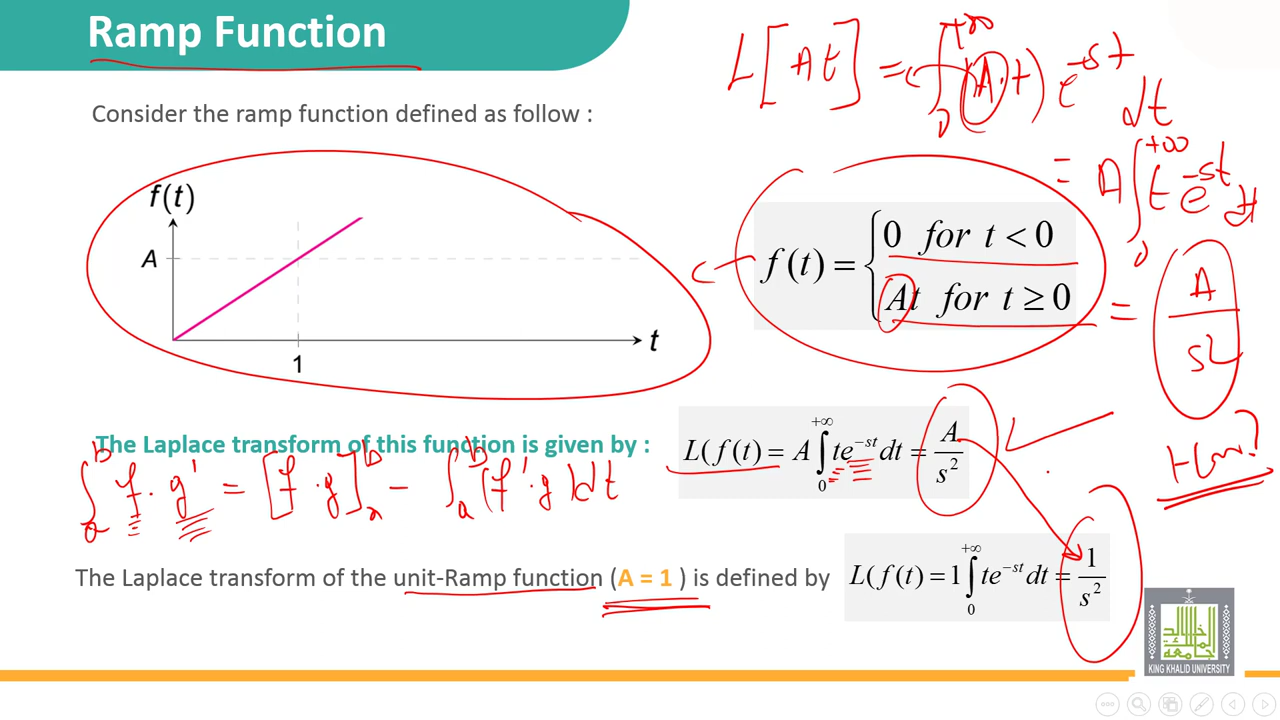 Ramp Function
Consider the ramp function defined as follow :
f(t)
A
1
t
L[At] = ∫₀^{+∞} (A·t) e^{-st} dt
= A ∫₀^{+∞} t e^{-st} dt
= A/s²
How?
f(t) = { 0 for t < 0
At for t ≥ 0
The Laplace transform of this function is given by :
L(f(t) = A ∫₀^{+∞} te^{-st} dt = A/s²
∫ₐᵇ f · g' = [f · g]ₐᵇ - ∫ₐᵇ (f' · g) dt
The Laplace transform of the unit-Ramp function (A = 1 ) is defined by
L(f(t) = 1 ∫₀^{+∞} te^{-st} dt = 1/s²
جامعة الملك خالد
KING KHALID UNIVERSITY